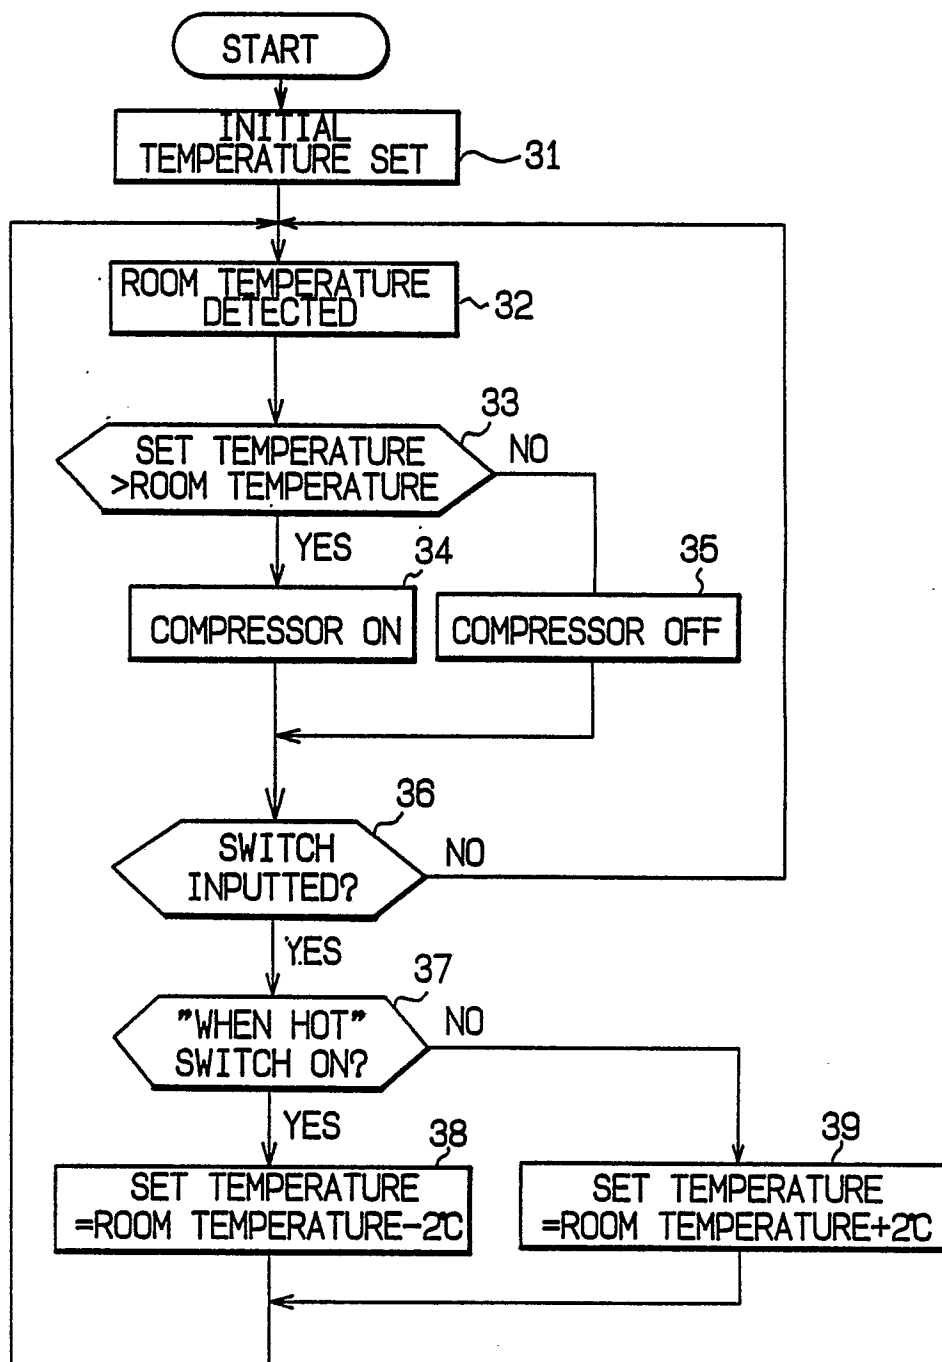 START
INITIAL
TEMPERATURE SET
31
ROOM TEMPERATURE
DETECTED
32
33
SET TEMPERATURE
>ROOM TEMPERATURE
NO
YES
34
35
COMPRESSOR ON
COMPRESSOR OFF
36
SWITCH
INPUTTED?
NO
YES
37
"WHEN HOT"
SWITCH ON?
NO
YES
38
39
SET TEMPERATURE
=ROOM TEMPERATURE-2℃
SET TEMPERATURE
=ROOM TEMPERATURE+2℃